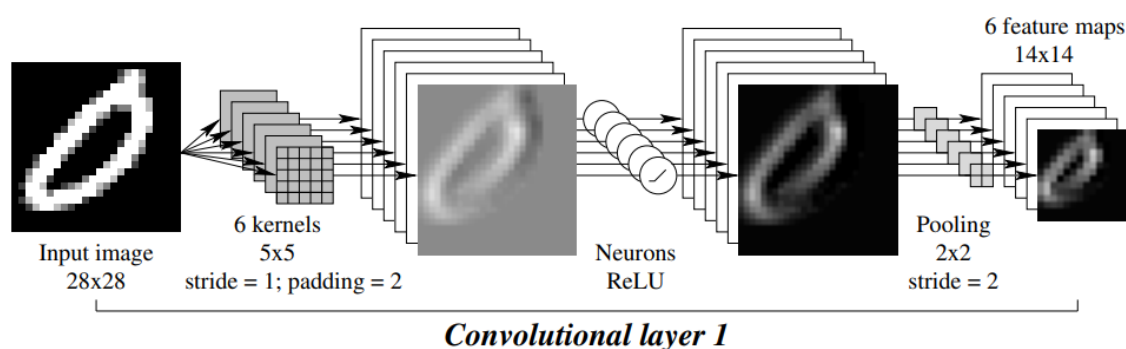 6 feature maps
14x14
Input image
28x28
6 kernels
5x5
stride = 1; padding = 2
Neurons
ReLU
Pooling
2x2
stride = 2
Convolutional layer 1